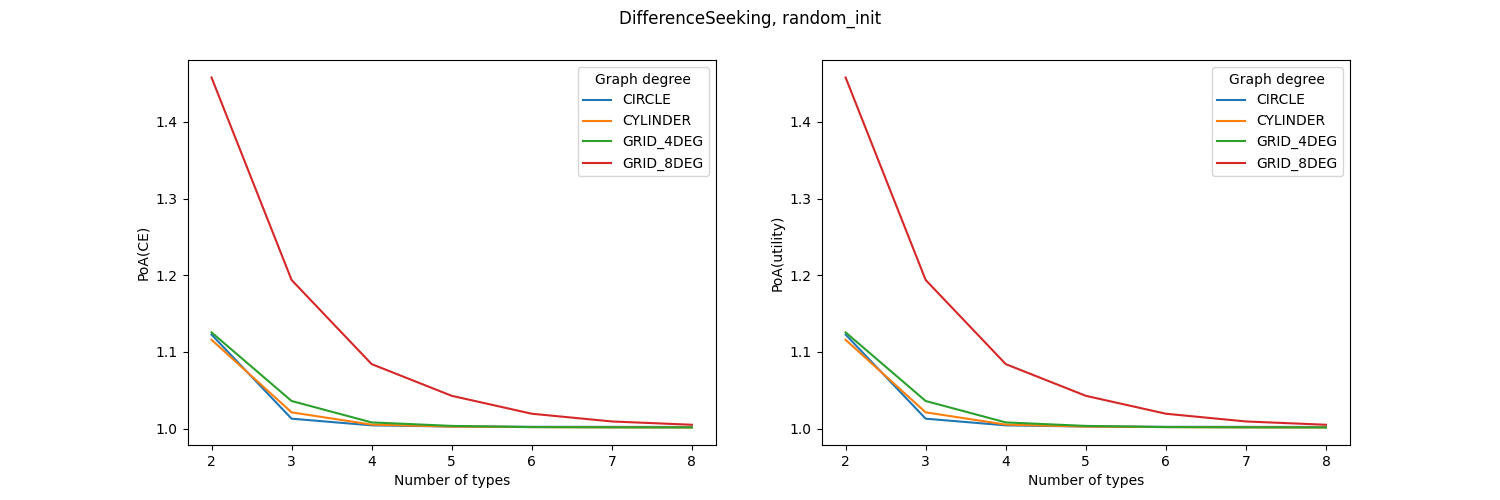 DifferenceSeeking, random_init
PoA(CE)
1.4
1.3
1.2
1.1
1.0
2 3 4 5 6 7 8
Number of types
Graph degree
CIRCLE
CYLINDER
GRID_4DEG
GRID_8DEG
PoA(utility)
1.4
1.3
1.2
1.1
1.0
2 3 4 5 6 7 8
Number of types
Graph degree
CIRCLE
CYLINDER
GRID_4DEG
GRID_8DEG